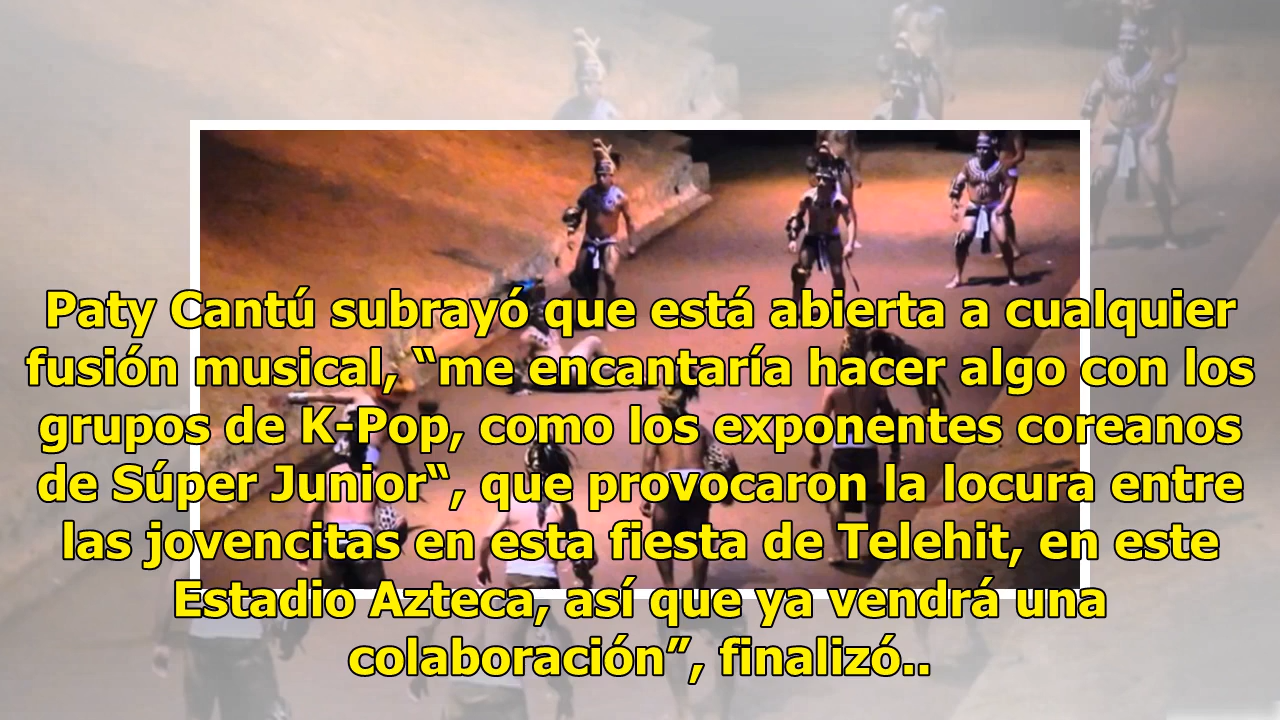 Paty Cantú subrayó que está abierta a cualquier
fusión musical, “me encantaría hacer algo con los
grupos de K-Pop, como los exponentes coreanos
de Súper Junior“, que provocaron la locura entre
las jovencitas en esta fiesta de Telehit, en este
Estadio Azteca, así que ya vendrá una
colaboración”, finalizó..